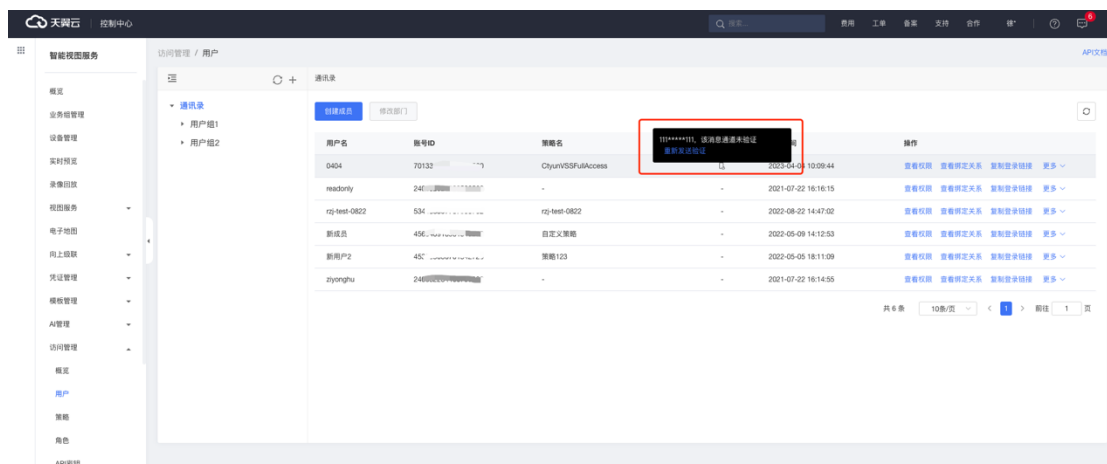 天翼云 控制中心 搜索... 费用 工单 备案 支持 合作 6
智能视图服务 访问管理 / 用户 API文档
通讯录
概览
业务组管理
设备管理
实时预览
录像回放
视图服务
电子地图
向上级联
凭证管理
模板管理
AI管理
访问管理
概览
用户
策略
角色
通讯录
用户组1
用户组2
创建成员 修改部门
111*****111, 该消息通道未验证
重新发送验证
用户名 账号ID 策略名 操作
0404 CtyunVSSFullAccess 2023-04-04 10:09:44 查看权限 查看绑定关系 复制登录链接 更多
readonly - - 2021-07-22 16:16:15 查看权限 查看绑定关系 复制登录链接 更多
rzj-test-0822 rzj-test-0822 - 2022-08-22 14:47:02 查看权限 查看绑定关系 复制登录链接 更多
新成员 自定义策略 - 2022-05-09 14:12:53 查看权限 查看绑定关系 复制登录链接 更多
新用户2 策略123 - 2022-05-05 18:11:09 查看权限 查看绑定关系 复制登录链接 更多
ziyonghu - - 2021-07-22 16:14:55 查看权限 查看绑定关系 复制登录链接 更多
共 6 条 10条/页 1 前往 1 页